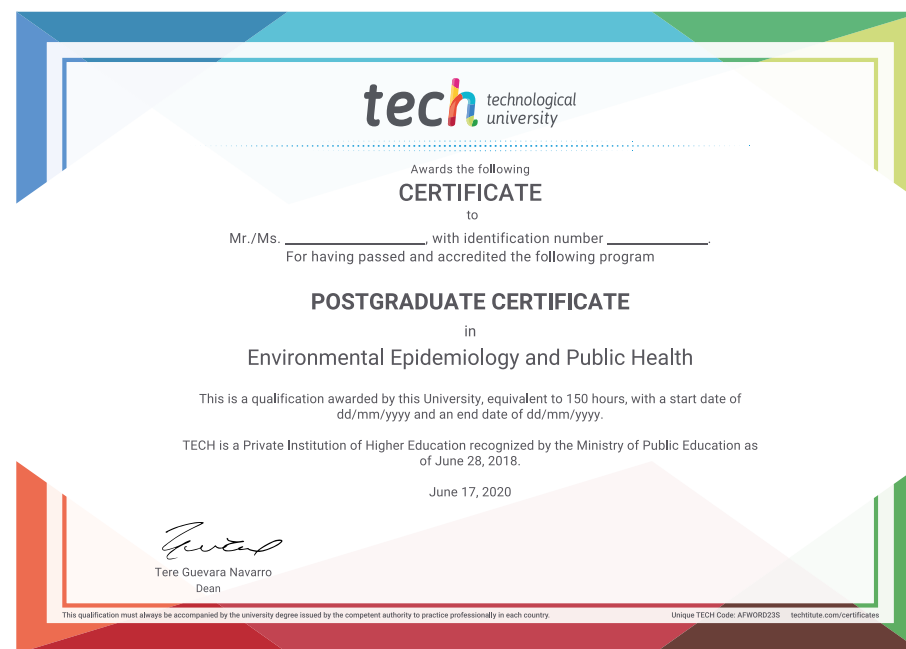 tech technological
university
Awards the following
CERTIFICATE
to
Mr./Ms. ____________________, with identification number ______________.
For having passed and accredited the following program
POSTGRADUATE CERTIFICATE
in
Environmental Epidemiology and Public Health
This is a qualification awarded by this University, equivalent to 150 hours, with a start date of
dd/mm/yyyy and an end date of dd/mm/yyyy.
TECH is a Private Institution of Higher Education recognized by the Ministry of Public Education as
of June 28, 2018.
June 17, 2020
Tere Guevara Navarro
Dean
This qualification must always be accompanied by the university degree issued by the competent authority to practice professionally in each country. Unique TECH Code: AFWORD23S techtitute.com/certificates